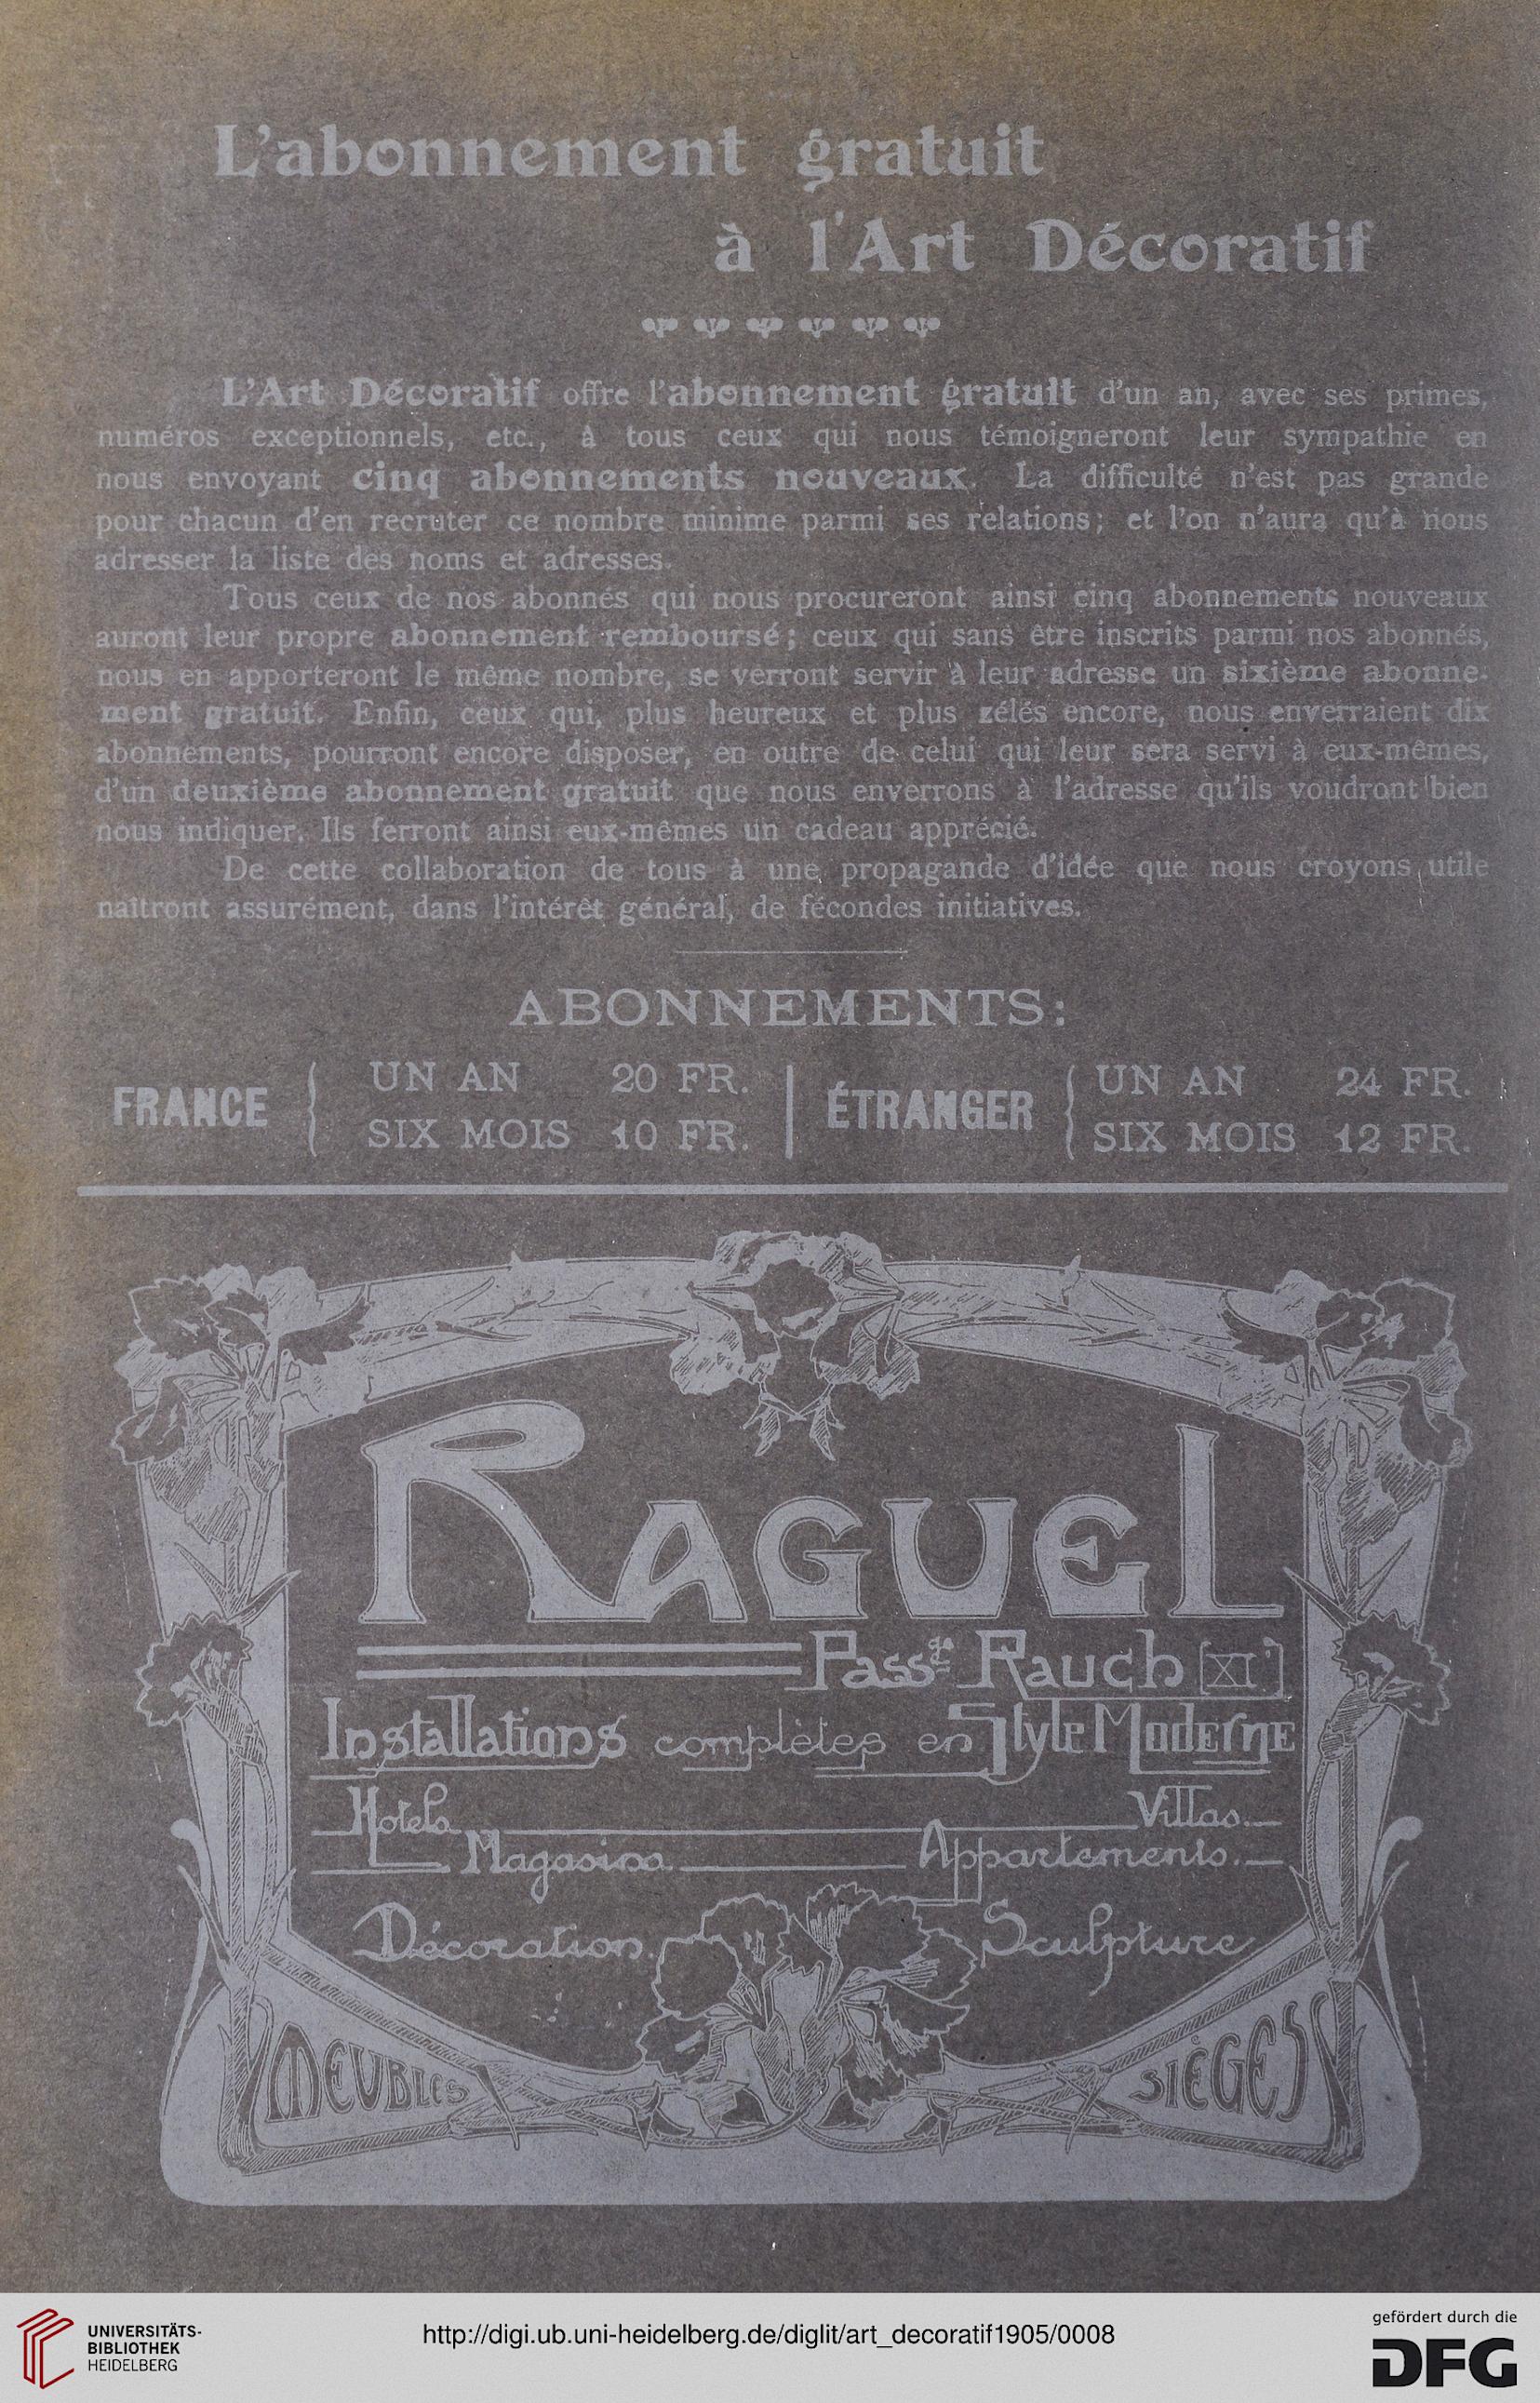 L'abonnement gratuit
à l'Art Décoratif
L'Art Décoratif offre l'abonnement gratuit d'un an, avec ses primes,
numéros exceptionnels, etc., à tous ceux qui nous témoigneront leur sympathie en
nous envoyant cinq abonnements nouveaux. La difficulté n'est pas grande
pour chacun d'en recruter ce nombre minime parmi ses relations; et l'on n'aura qu'à nous
adresser la liste des noms et adresses.
Tous ceux de nos abonnés qui nous procureront ainsi cinq abonnements nouveaux
auront leur propre abonnement remboursé; ceux qui sans être inscrits parmi nos abonnés,
nous en apporteront le même nombre, se verront servir à leur adresse un sixième abonne-
ment gratuit. Enfin, ceux qui, plus heureux et plus zélés encore, nous enverraient dix
abonnements, pourront encore disposer, en outre de celui qui leur sera servi à eux-mêmes,
d'un deuxième abonnement gratuit que nous enverrons à l'adresse qu'ils voudront bien
nous indiquer. Ils ferront ainsi eux-mêmes un cadeau apprécié.
De cette collaboration de tous à une propagande d'idée que nous croyons utile
naîtront assurément, dans l'intérêt général, de fécondes initiatives.
ABONNEMENTS:
FRANCE { UN AN 20 FR. | ÉTRANGER { UN AN 24 FR.
SIX MOIS 10 FR. SIX MOIS 12 FR.
RAGUEL
Passge Rauch [XIe]
Installations complètes en Style Moderne
Hotels Villas.
Magasins. Appartements.
Décoration. Sculpture
MEUBLES SIÈGES
UNIVERSITÄTS-
BIBLIOTHEK
HEIDELBERG
http://digi.ub.uni-heidelberg.de/diglit/art_decoratif1905/0008
gefördert durch die
DFG